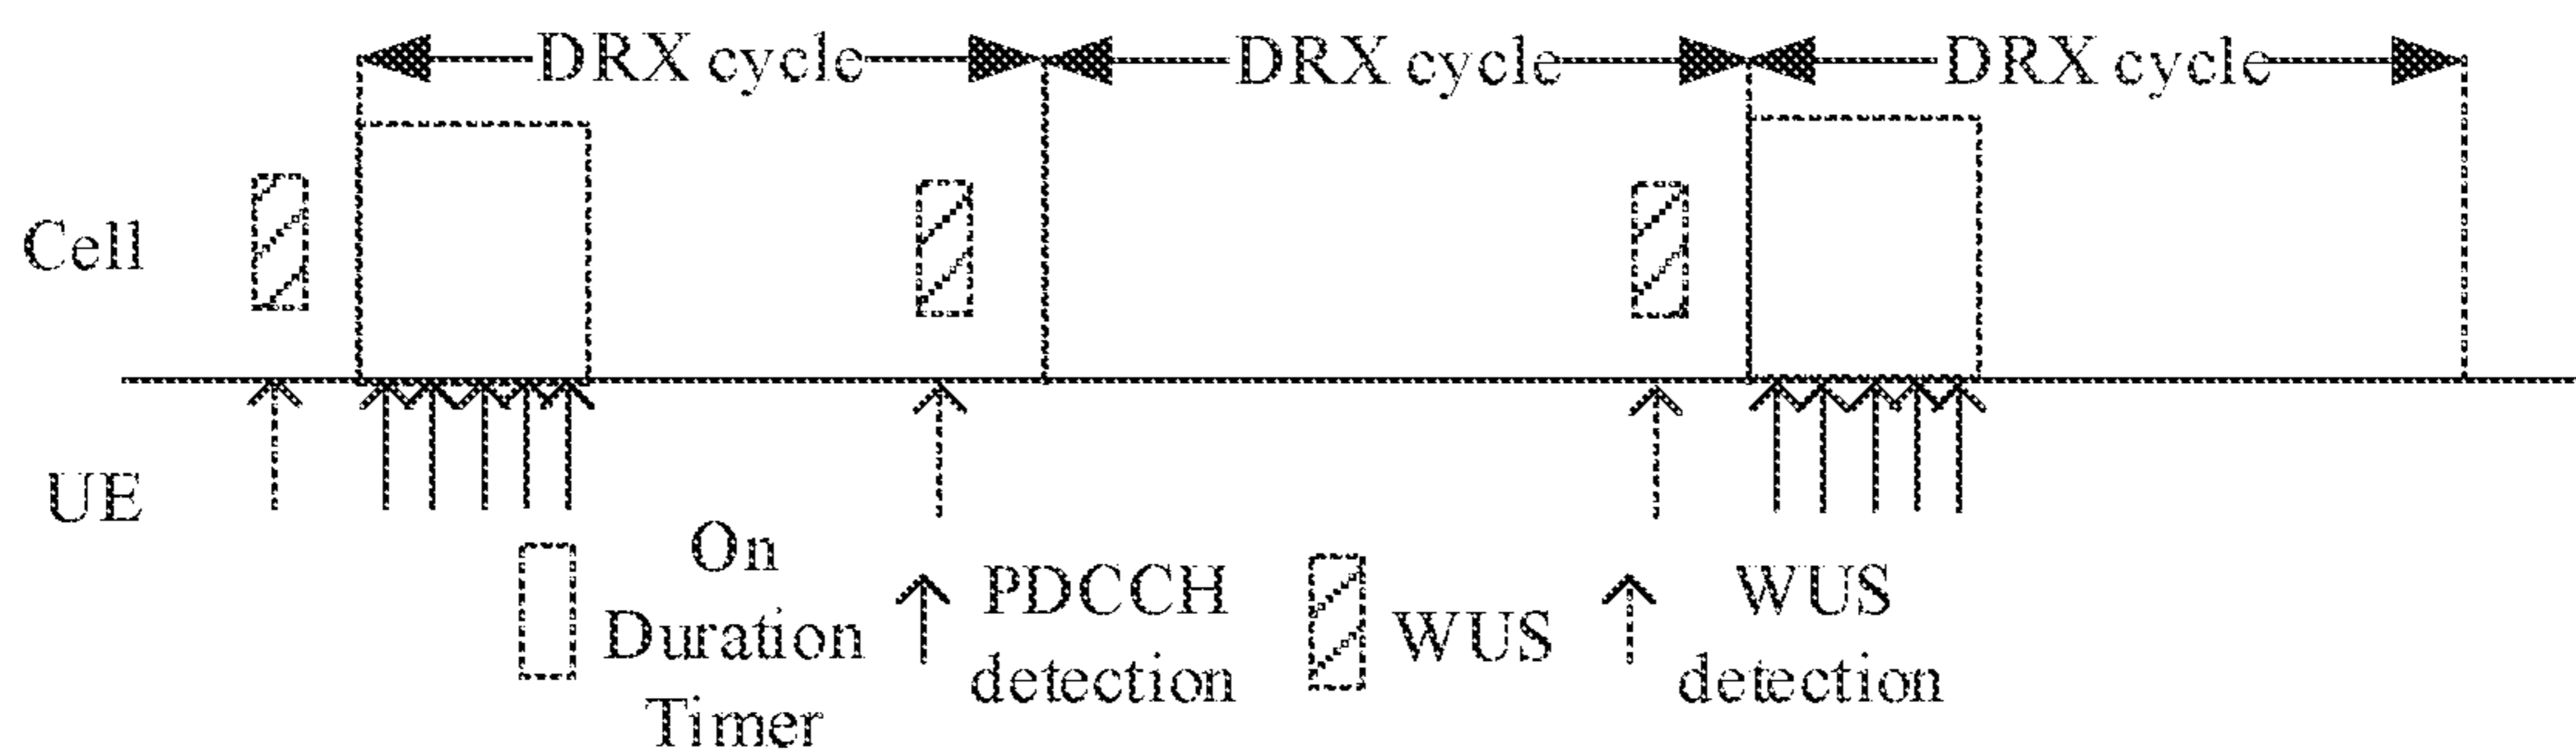 DRX cycle DRX cycle DRX cycle
Cell
UE
On
Duration
Timer
PDCCH
detection
WUS
WUS
detection